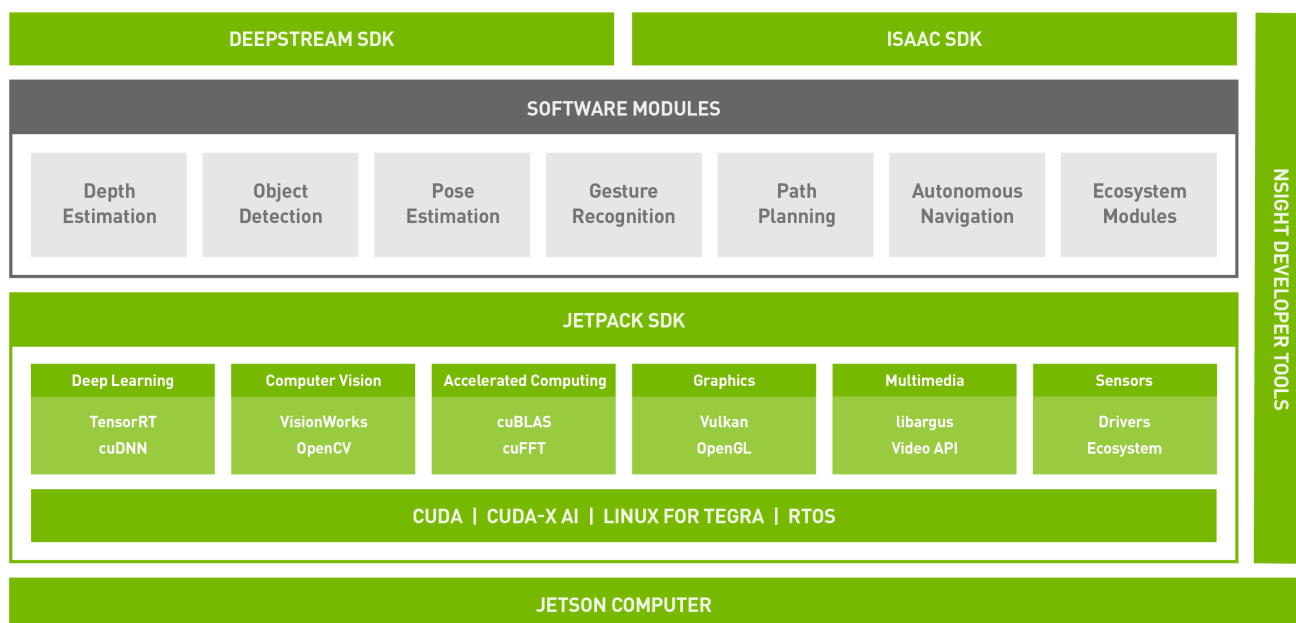 DEEPSTREAM SDK
ISAAC SDK
SOFTWARE MODULES
Depth
Estimation
Object
Detection
Pose
Estimation
Gesture
Recognition
Path
Planning
Autonomous
Navigation
Ecosystem
Modules
JETPACK SDK
Deep Learning
TensorRT
cuDNN
Computer Vision
VisionWorks
OpenCV
Accelerated Computing
cuBLAS
cuFFT
Graphics
Vulkan
OpenGL
Multimedia
libargus
Video API
Sensors
Drivers
Ecosystem
CUDA | CUDA-X AI | LINUX FOR TEGRA | RTOS
NSIGHT DEVELOPER TOOLS
JETSON COMPUTER